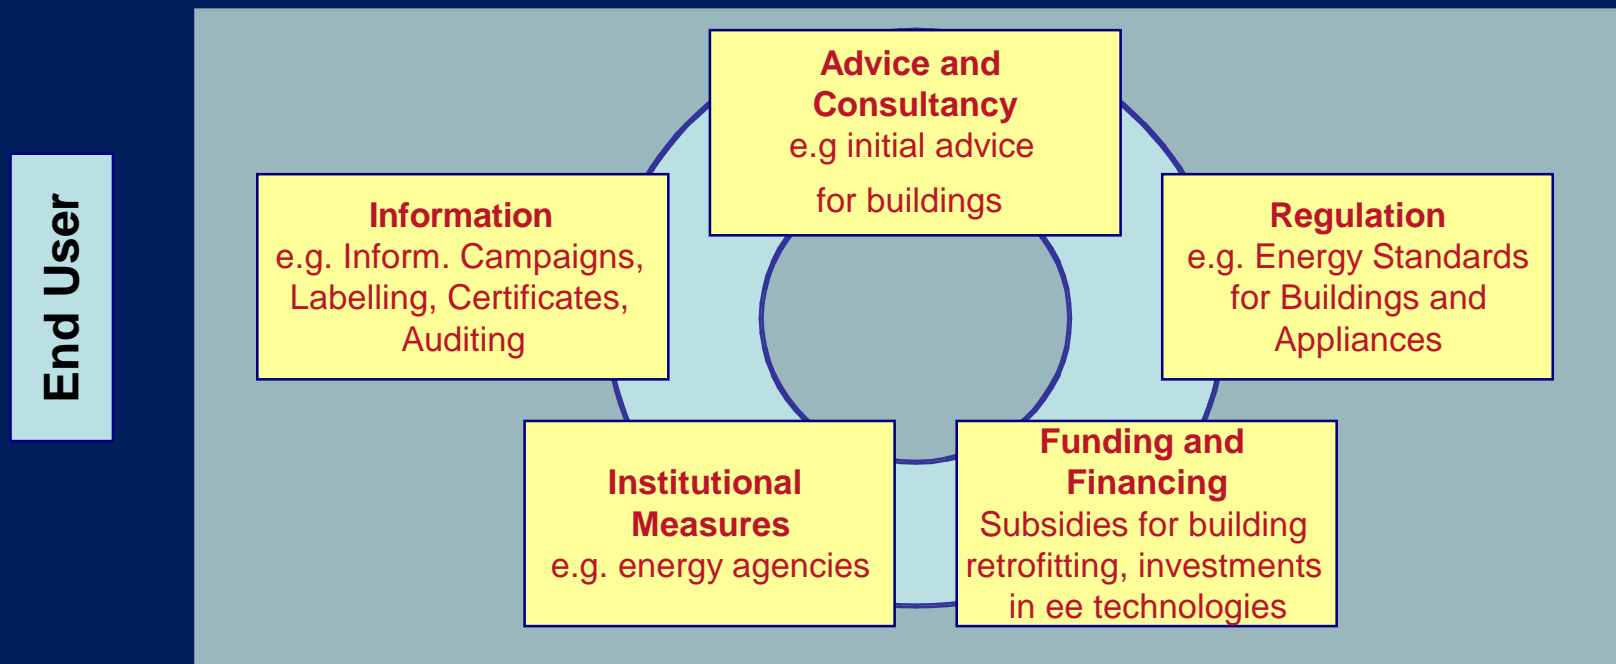 End User
Advice and
Consultancy
e.g initial advice
for buildings
Information
e.g. Inform. Campaigns,
Labelling, Certificates,
Auditing
Regulation
e.g. Energy Standards
for Buildings and
Appliances
Institutional
Measures
e.g. energy agencies
Funding and
Financing
Subsidies for building
retrofitting, investments
in ee technologies